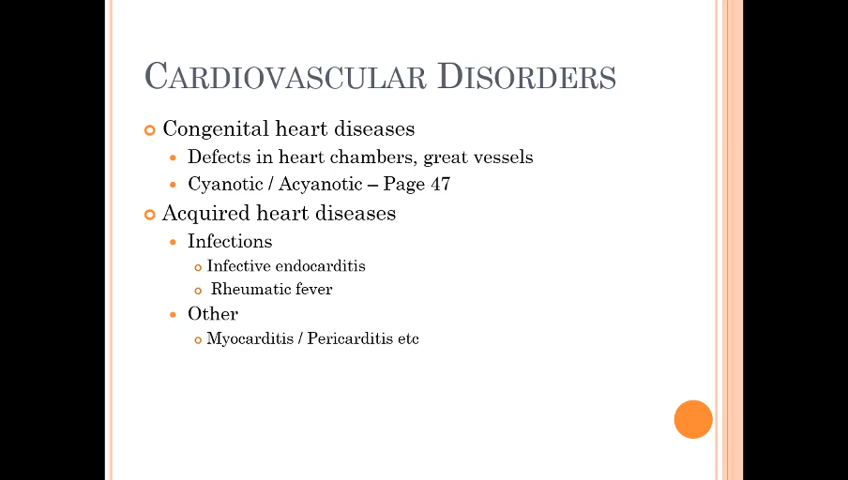 CARDIOVASCULAR DISORDERS
Congenital heart diseases
Defects in heart chambers, great vessels
Cyanotic / Acyanotic – Page 47
Acquired heart diseases
Infections
Infective endocarditis
Rheumatic fever
Other
Myocarditis / Pericarditis etc